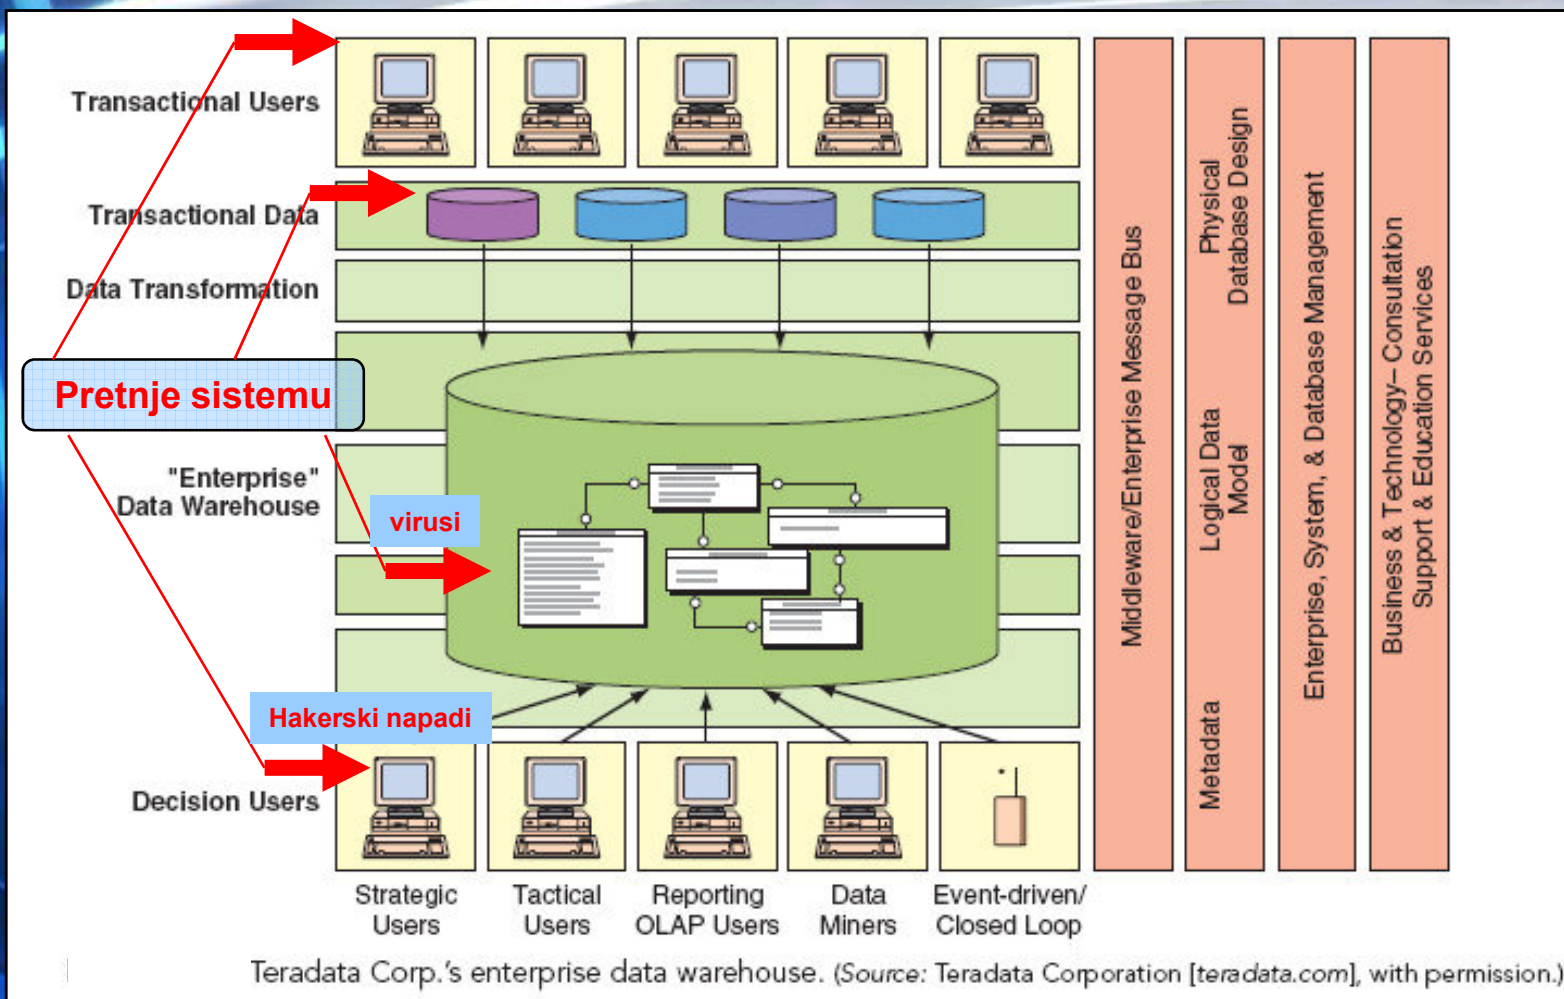 Transactional Users
Transactional Data
Data Transformation
Pretnje sistemu
"Enterprise"
Data Warehouse
virusi
Hakerski napadi
Decision Users
Strategic
Users
Tactical
Users
Reporting
OLAP Users
Data
Miners
Event-driven/
Closed Loop
Middleware/Enterprise Message Bus
Physical
Database Design
Logical Data
Model
Metadata
Enterprise, System, & Database Management
Business & Technology– Consultation
Support & Education Services
Teradata Corp.'s enterprise data warehouse. (Source: Teradata Corporation [teradata.com], with permission.)